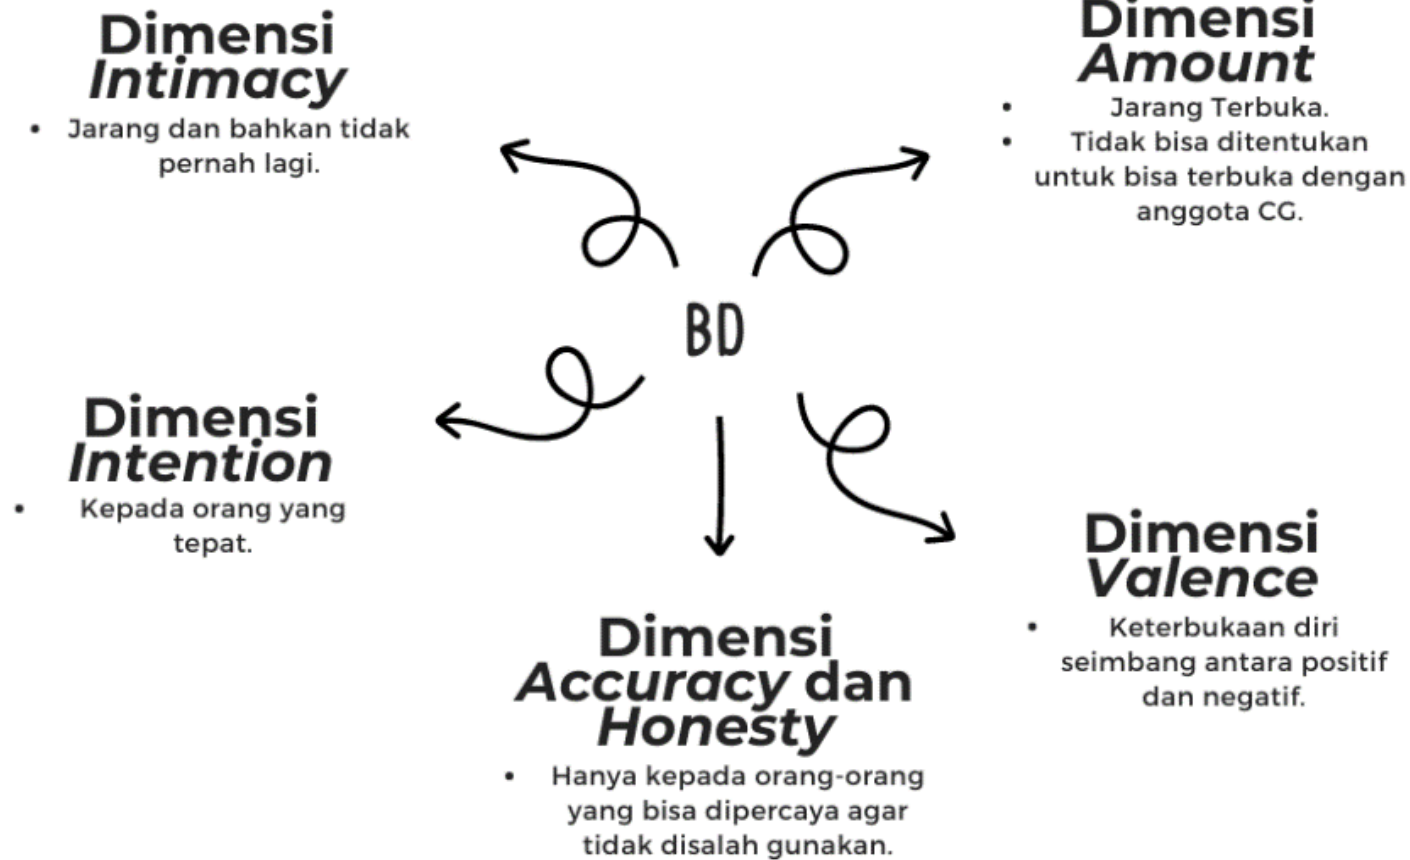 Dimensi
Intimacy
• Jarang dan bahkan tidak
pernah lagi.
Dimensi
Amount
• Jarang Terbuka.
• Tidak bisa ditentukan
untuk bisa terbuka dengan
anggota CG.
BD
Dimensi
Intention
• Kepada orang yang
tepat.
Dimensi
Valence
• Keterbukaan diri
seimbang antara positif
dan negatif.
Dimensi
Accuracy dan
Honesty
• Hanya kepada orang-orang
yang bisa dipercaya agar
tidak disalah gunakan.